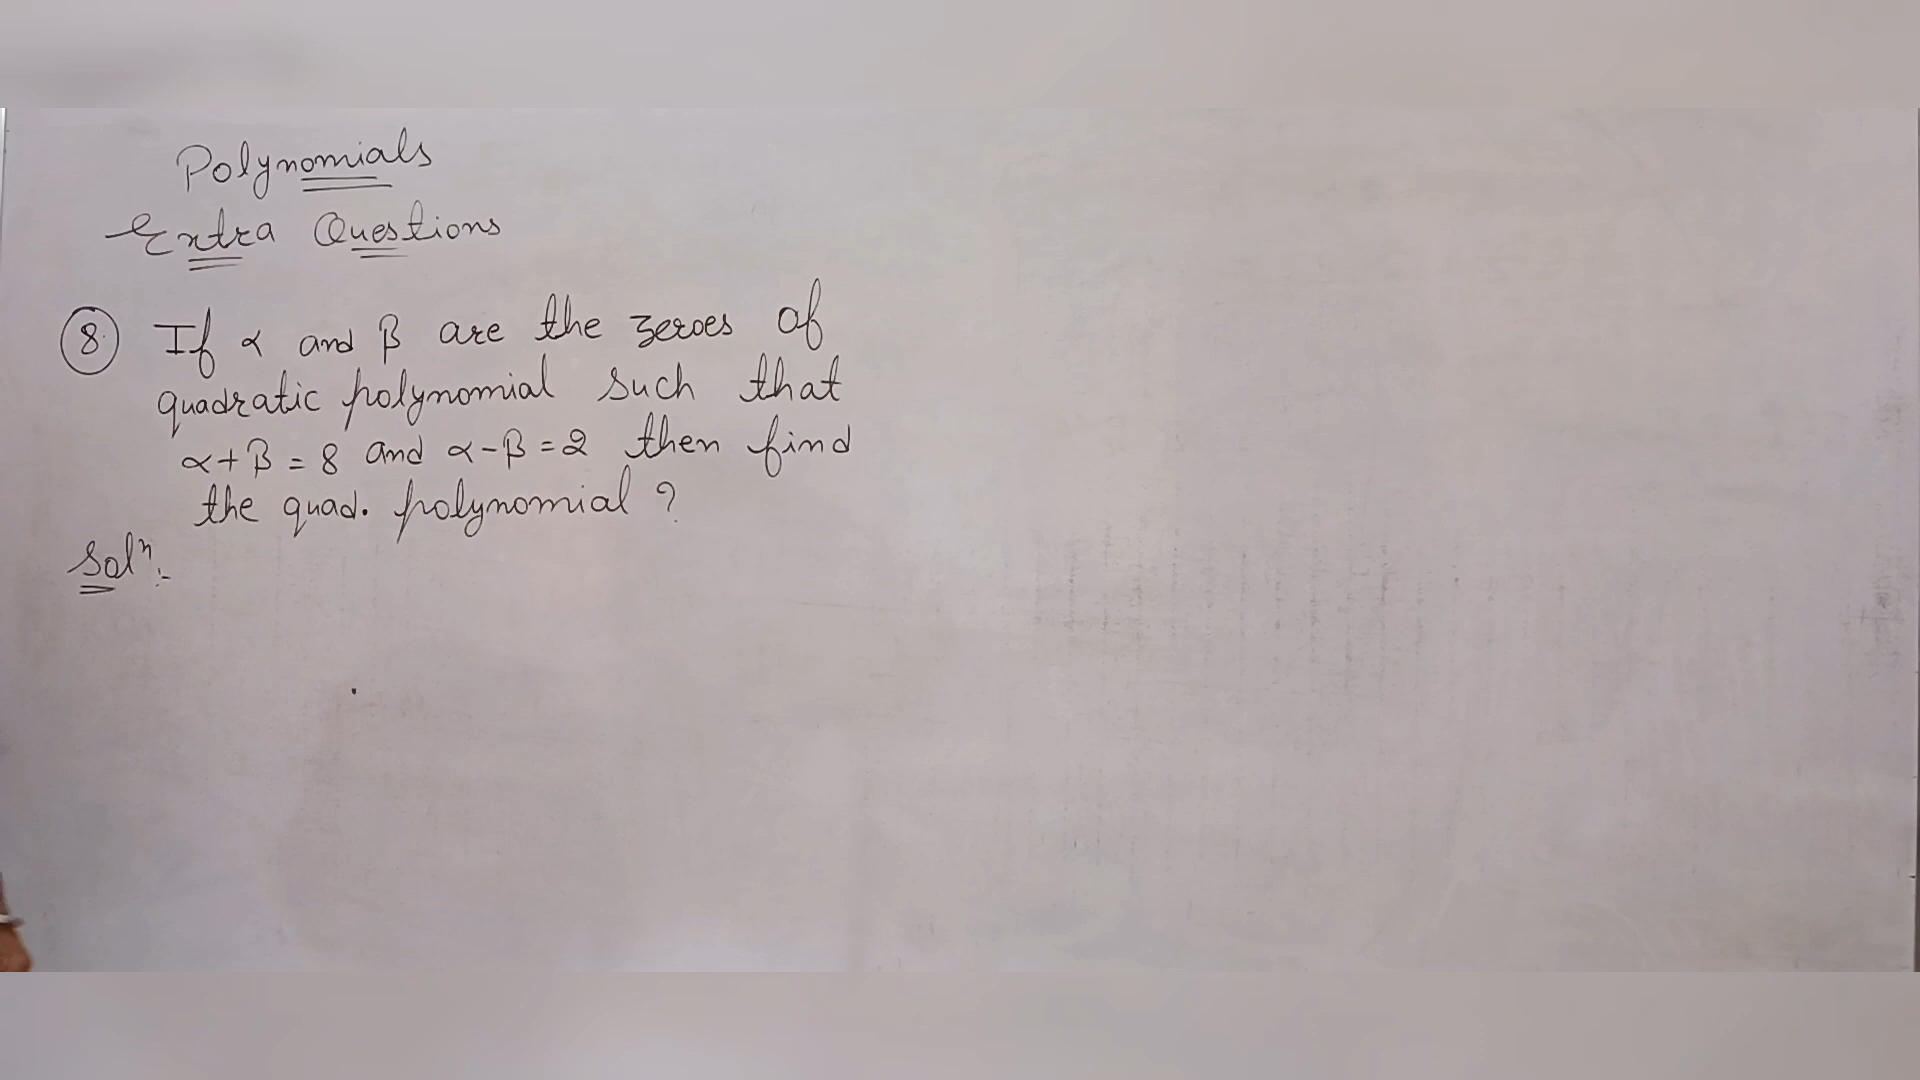 Polynomials
Extra Questions
8 If α and β are the zeroes of
quadratic polynomial such that
α+β=8 and α-β=2 then find
the quad. polynomial ?
Solⁿ:-